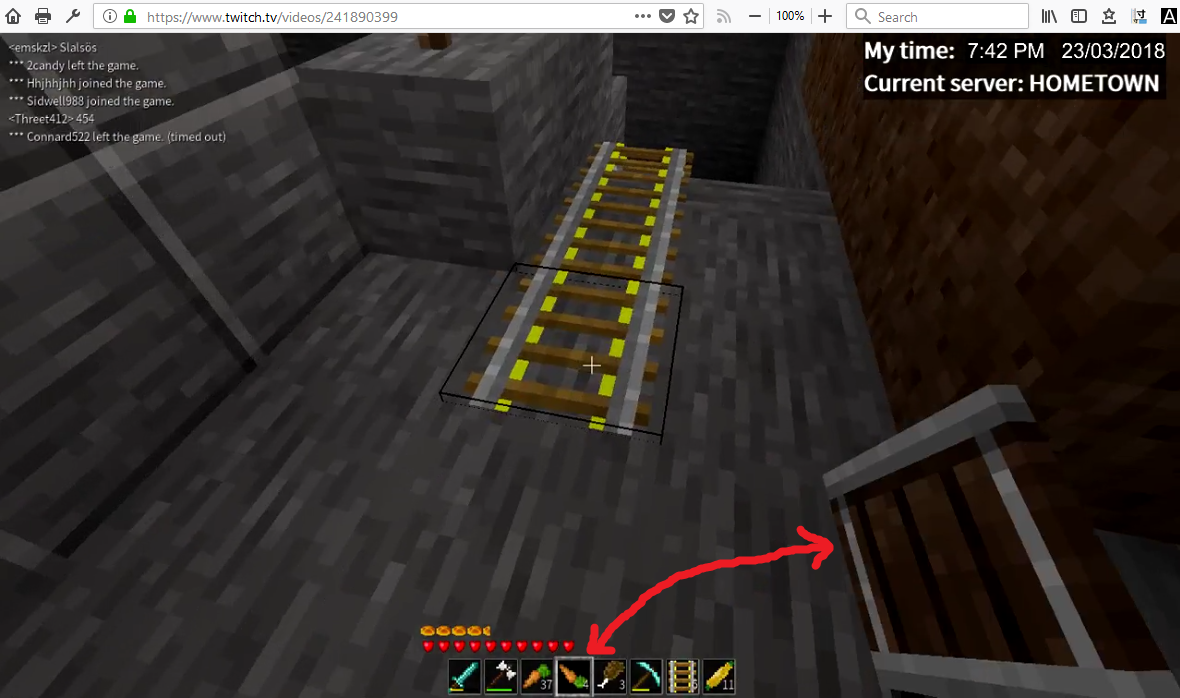 https://www.twitch.tv/videos/241890399
100%
Search
<emskzl> Slalsös
*** 2candy left the game.
*** Hhjhhjhh joined the game.
*** Sidwell988 joined the game.
<Threet412> 454
*** Connard522 left the game. (timed out)
My time: 7:42 PM 23/03/2018
Current server: HOMETOWN
37
3
11